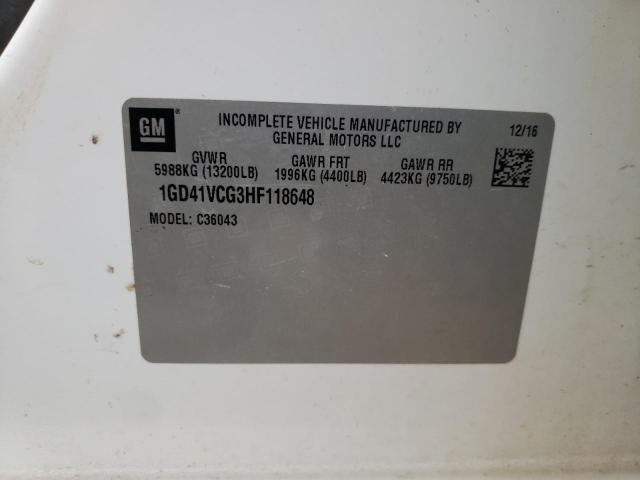 GM
®
INCOMPLETE VEHICLE MANUFACTURED BY
GENERAL MOTORS LLC
12/16
GVWR GAWR FRT GAWR RR
5988KG (13200LB) 1996KG (4400LB) 4423KG (9750LB)
1GD41VCG3HF118648
MODEL: C36043